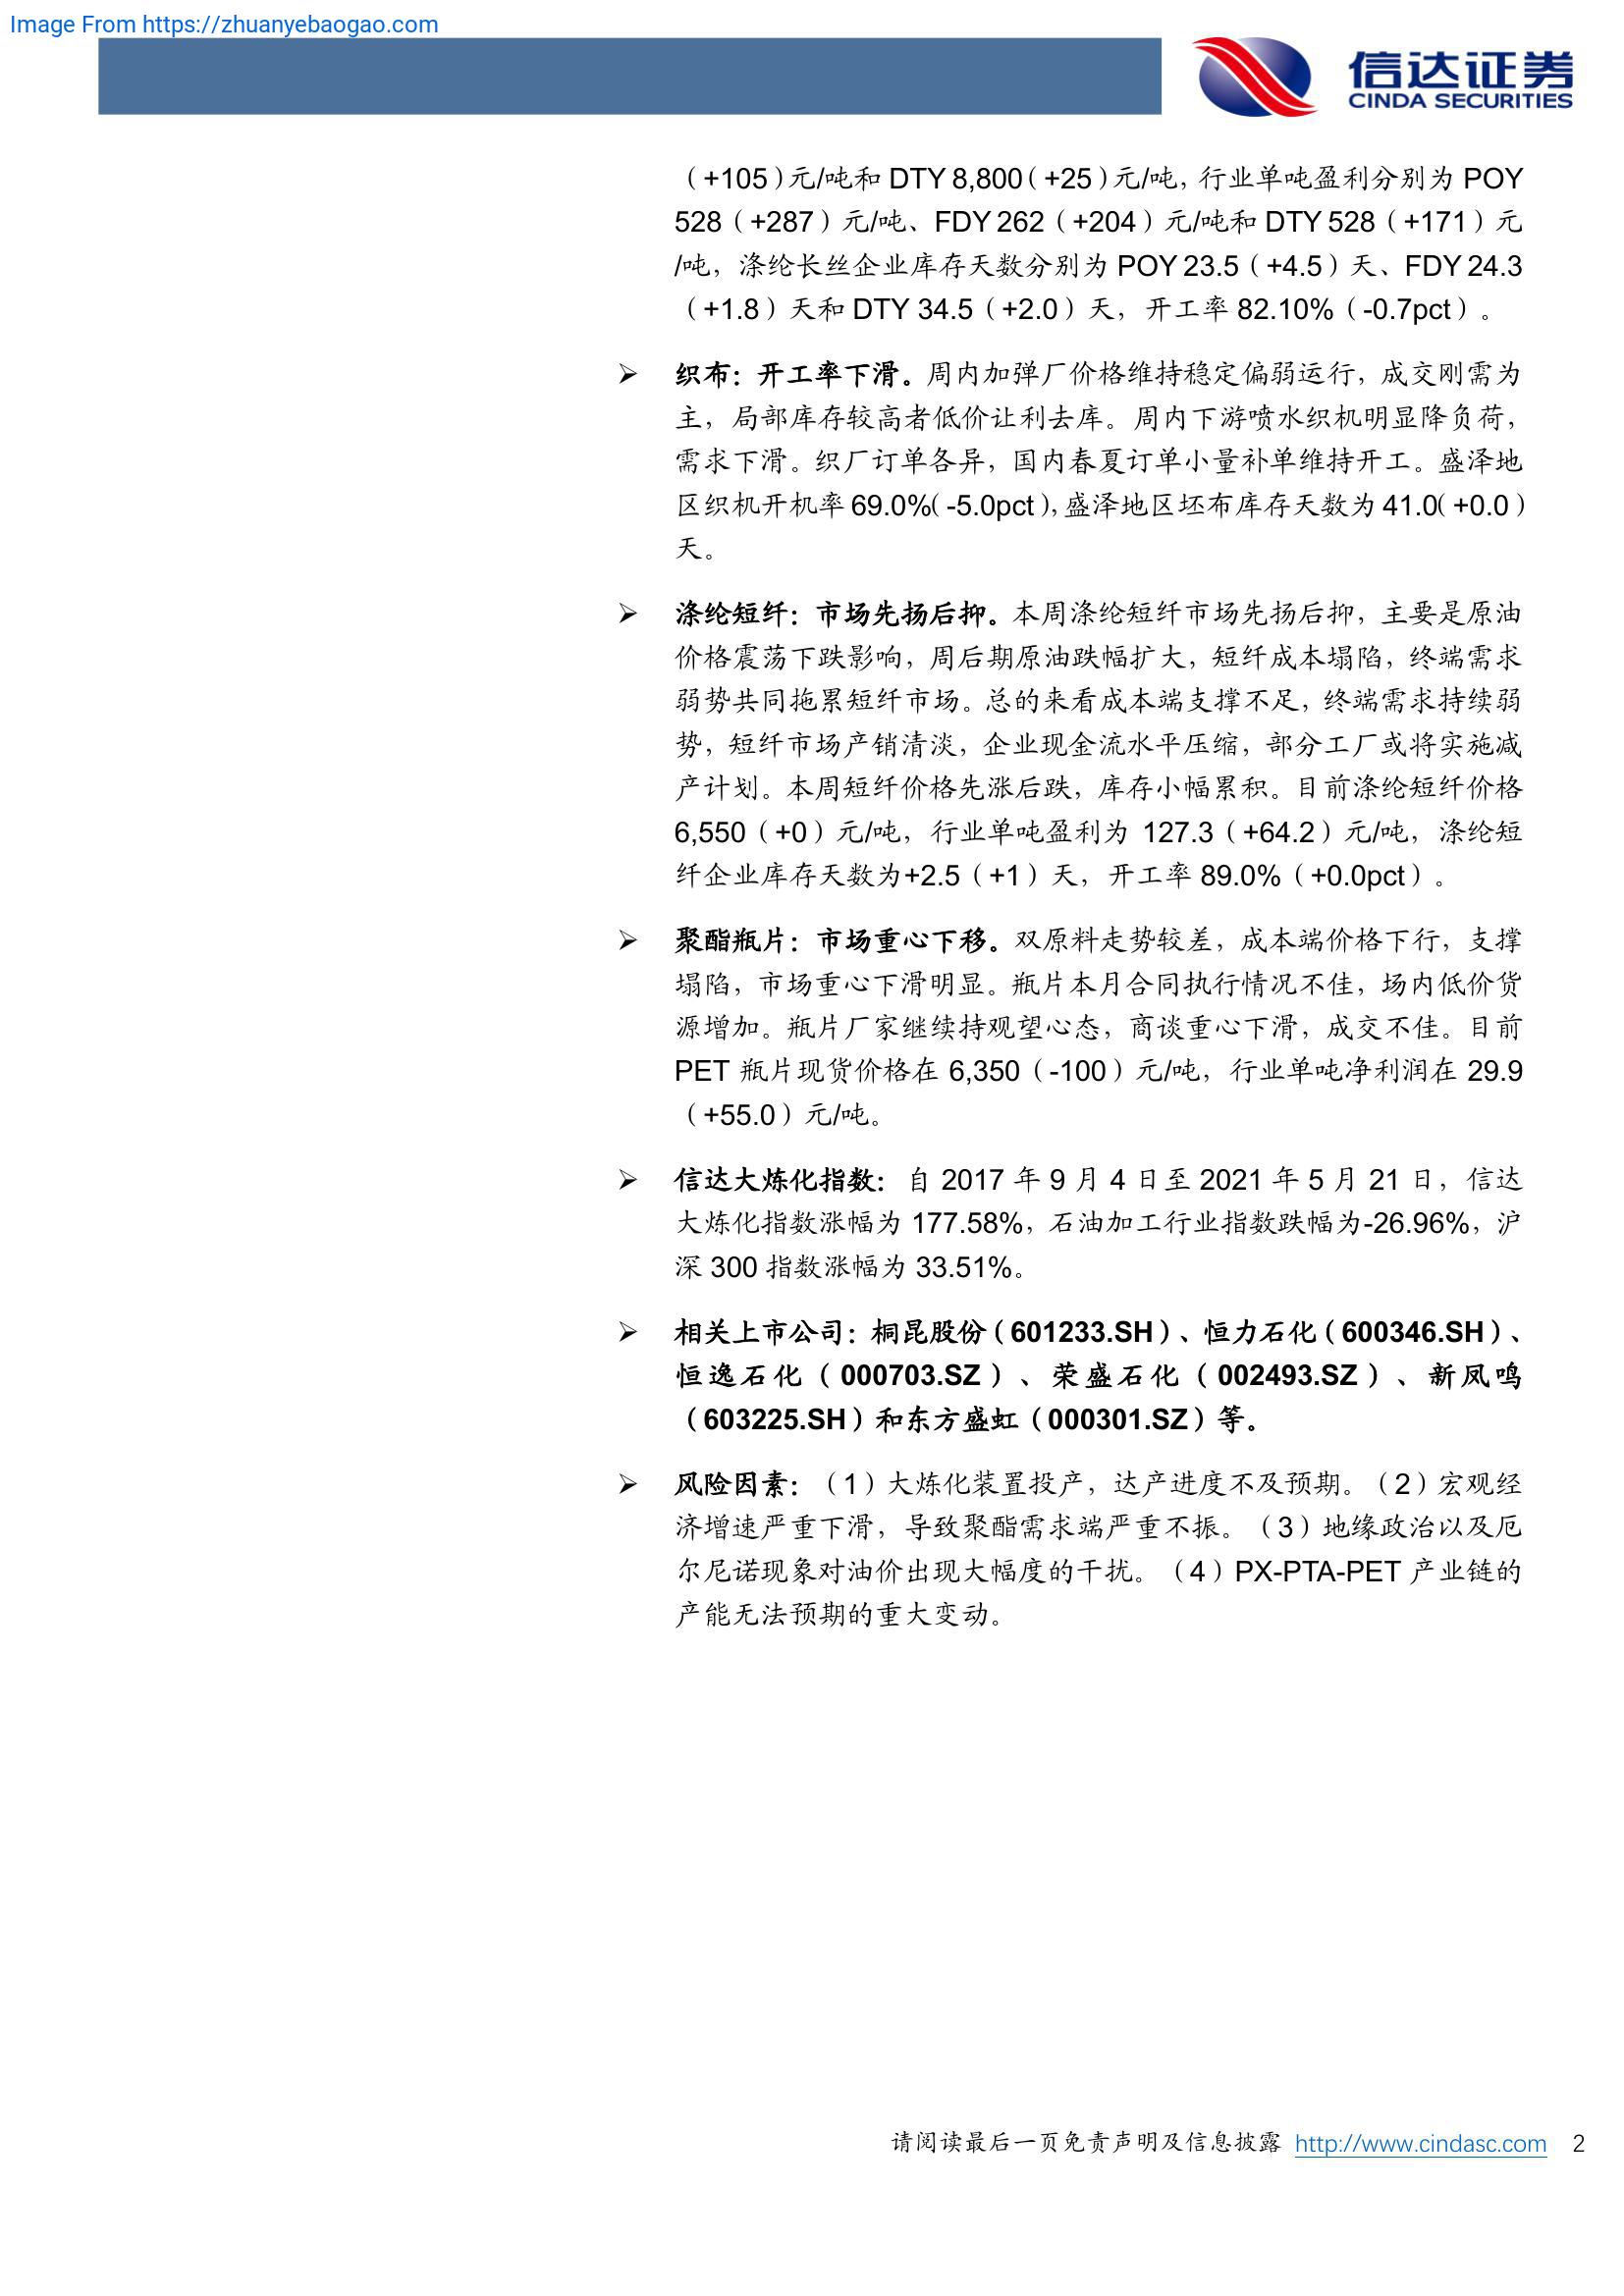 Image From https://zhuanyebaogao.com
信达证券
CINDA SECURITIES
（+105）元/吨和 DTY 8,800（+25）元/吨，行业单吨盈利分别为 POY
528（+287）元/吨、FDY 262（+204）元/吨和 DTY 528（+171）元
/吨，涤纶长丝企业库存天数分别为 POY 23.5（+4.5）天、FDY 24.3
（+1.8）天和 DTY 34.5（+2.0）天，开工率 82.10%（-0.7pct）。
➢ 织布：开工率下滑。周内加弹厂价格维持稳定偏弱运行，成交刚需为
主，局部库存较高者低价让利去库。周内下游喷水织机明显降负荷，
需求下滑。织厂订单各异，国内春夏订单小量补单维持开工。盛泽地
区织机开机率 69.0%（-5.0pct），盛泽地区坯布库存天数为 41.0（+0.0）
天。
➢ 涤纶短纤：市场先扬后抑。本周涤纶短纤市场先扬后抑，主要是原油
价格震荡下跌影响，周后期原油跌幅扩大，短纤成本塌陷，终端需求
弱势共同拖累短纤市场。总的来看成本端支撑不足，终端需求持续弱
势，短纤市场产销清淡，企业现金流水平压缩，部分工厂或将实施减
产计划。本周短纤价格先涨后跌，库存小幅累积。目前涤纶短纤价格
6,550（+0）元/吨，行业单吨盈利为 127.3（+64.2）元/吨，涤纶短
纤企业库存天数为+2.5（+1）天，开工率 89.0%（+0.0pct）。
➢ 聚酯瓶片：市场重心下移。双原料走势较差，成本端价格下行，支撑
塌陷，市场重心下滑明显。瓶片本月合同执行情况不佳，场内低价货
源增加。瓶片厂家继续持观望心态，商谈重心下滑，成交不佳。目前
PET 瓶片现货价格在 6,350（-100）元/吨，行业单吨净利润在 29.9
（+55.0）元/吨。
➢ 信达大炼化指数：自 2017 年 9 月 4 日至 2021 年 5 月 21 日，信达
大炼化指数涨幅为 177.58%，石油加工行业指数跌幅为-26.96%，沪
深 300 指数涨幅为 33.51%。
➢ 相关上市公司：桐昆股份（601233.SH）、恒力石化（600346.SH）、
恒逸石化（000703.SZ）、荣盛石化（002493.SZ）、新凤鸣
（603225.SH）和东方盛虹（000301.SZ）等。
➢ 风险因素：（1）大炼化装置投产，达产进度不及预期。（2）宏观经
济增速严重下滑，导致聚酯需求端严重不振。（3）地缘政治以及厄
尔尼诺现象对油价出现大幅度的干扰。（4）PX-PTA-PET 产业链的
产能无法预期的重大变动。
请阅读最后一页免责声明及信息披露 http://www.cindasc.com 2